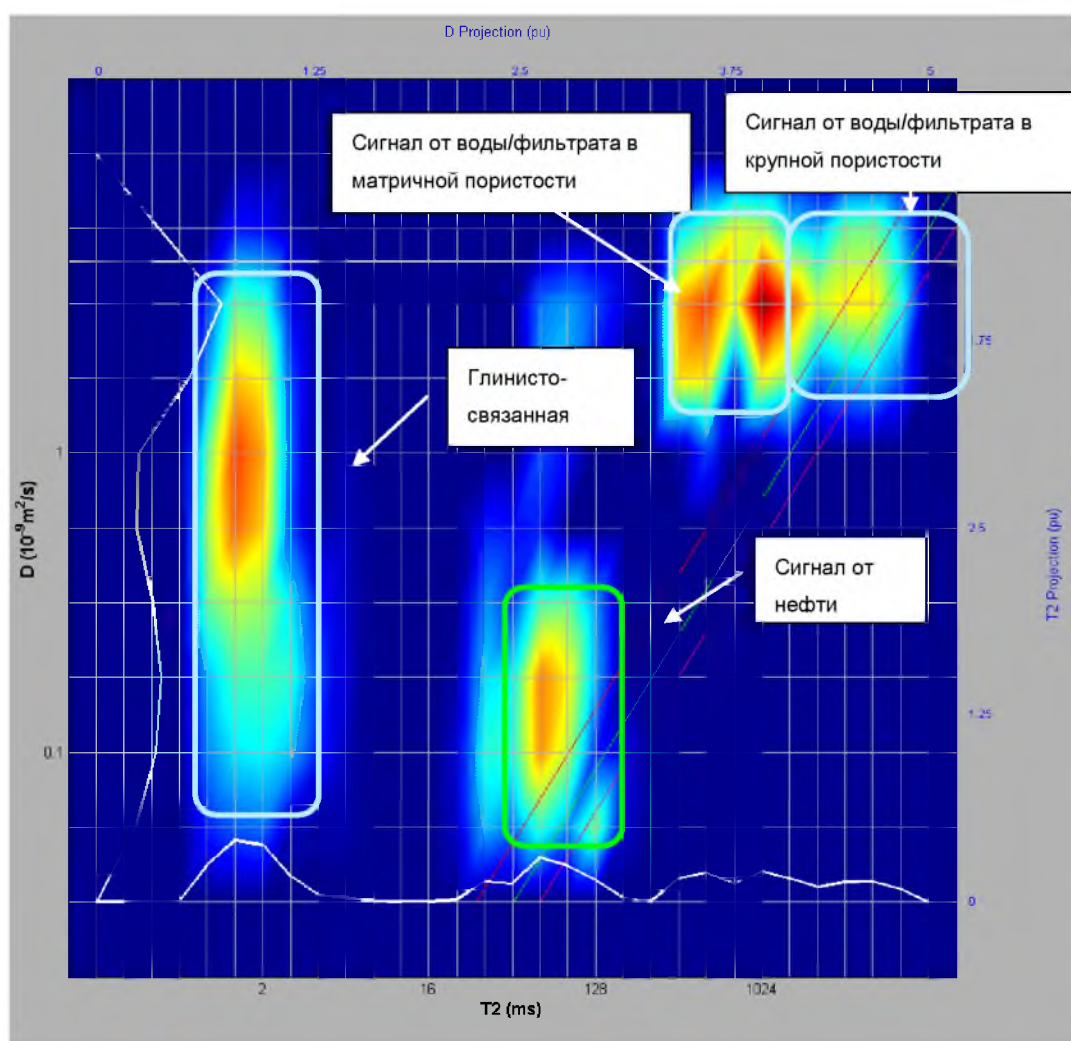 D Projection (pu)
0 1.25 2.5 3.75 5
Сигнал от воды/фильтрата в
матричной пористости
Сигнал от воды/фильтрата в
крупной пористости
Глинисто-
связанная
Сигнал от
нефти
1
0.1
D (10⁻⁹m²/s)
2.5
1.25
0
T2 Projection (pu)
2 16 128 1024
T2 (ms)